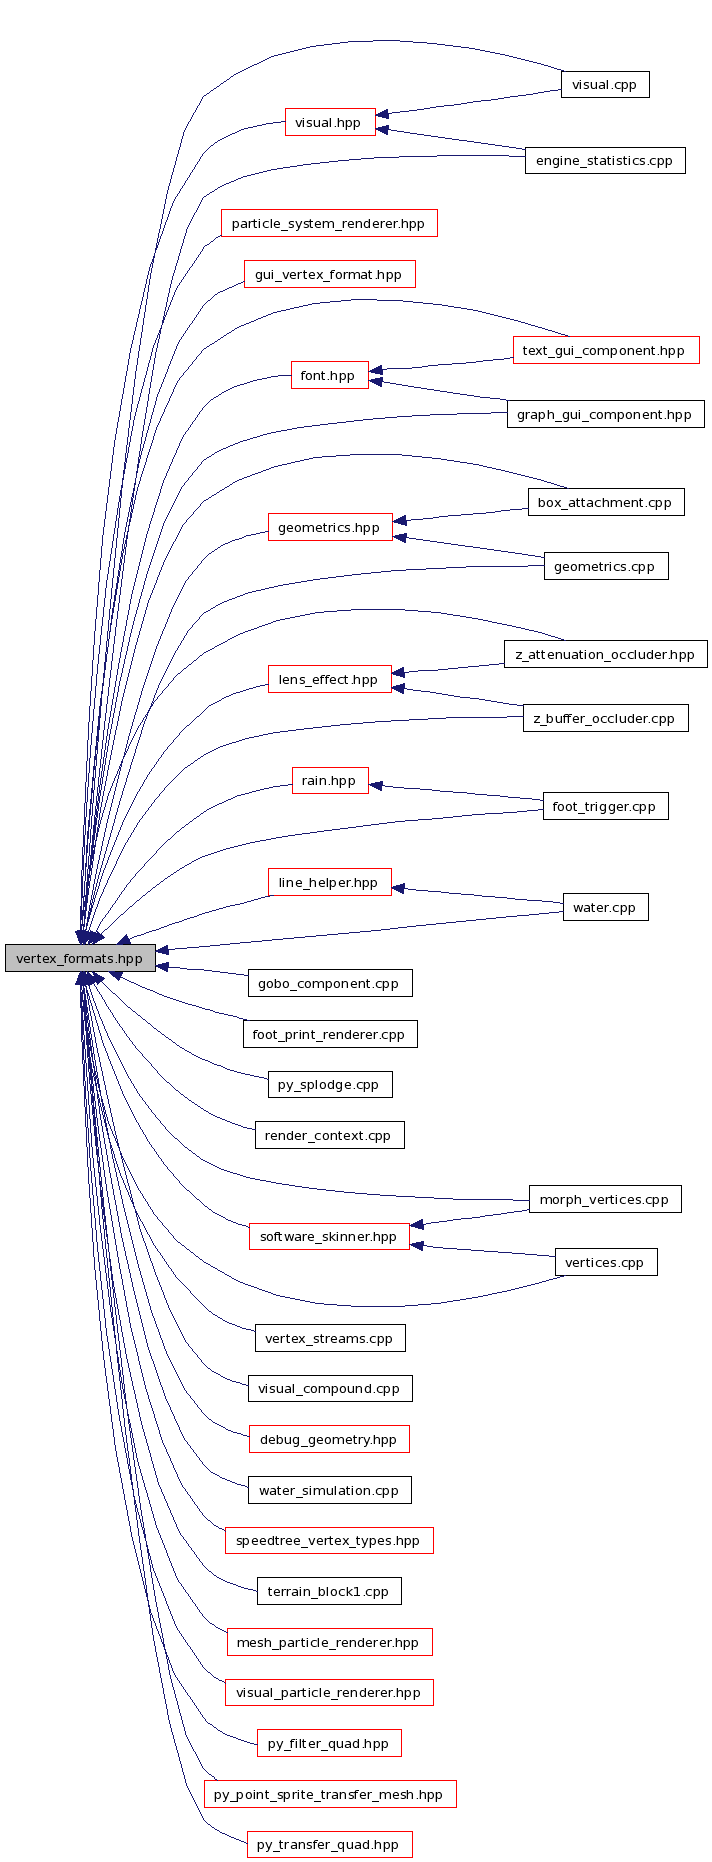 visual.cpp
visual.hpp
engine_statistics.cpp
particle_system_renderer.hpp
gui_vertex_format.hpp
text_gui_component.hpp
font.hpp
graph_gui_component.hpp
box_attachment.cpp
geometrics.hpp
geometrics.cpp
z_attenuation_occluder.hpp
lens_effect.hpp
z_buffer_occluder.cpp
rain.hpp
foot_trigger.cpp
line_helper.hpp
water.cpp
vertex_formats.hpp
gobo_component.cpp
foot_print_renderer.cpp
py_splodge.cpp
render_context.cpp
morph_vertices.cpp
software_skinner.hpp
vertices.cpp
vertex_streams.cpp
visual_compound.cpp
debug_geometry.hpp
water_simulation.cpp
speedtree_vertex_types.hpp
terrain_block1.cpp
mesh_particle_renderer.hpp
visual_particle_renderer.hpp
py_filter_quad.hpp
py_point_sprite_transfer_mesh.hpp
py_transfer_quad.hpp